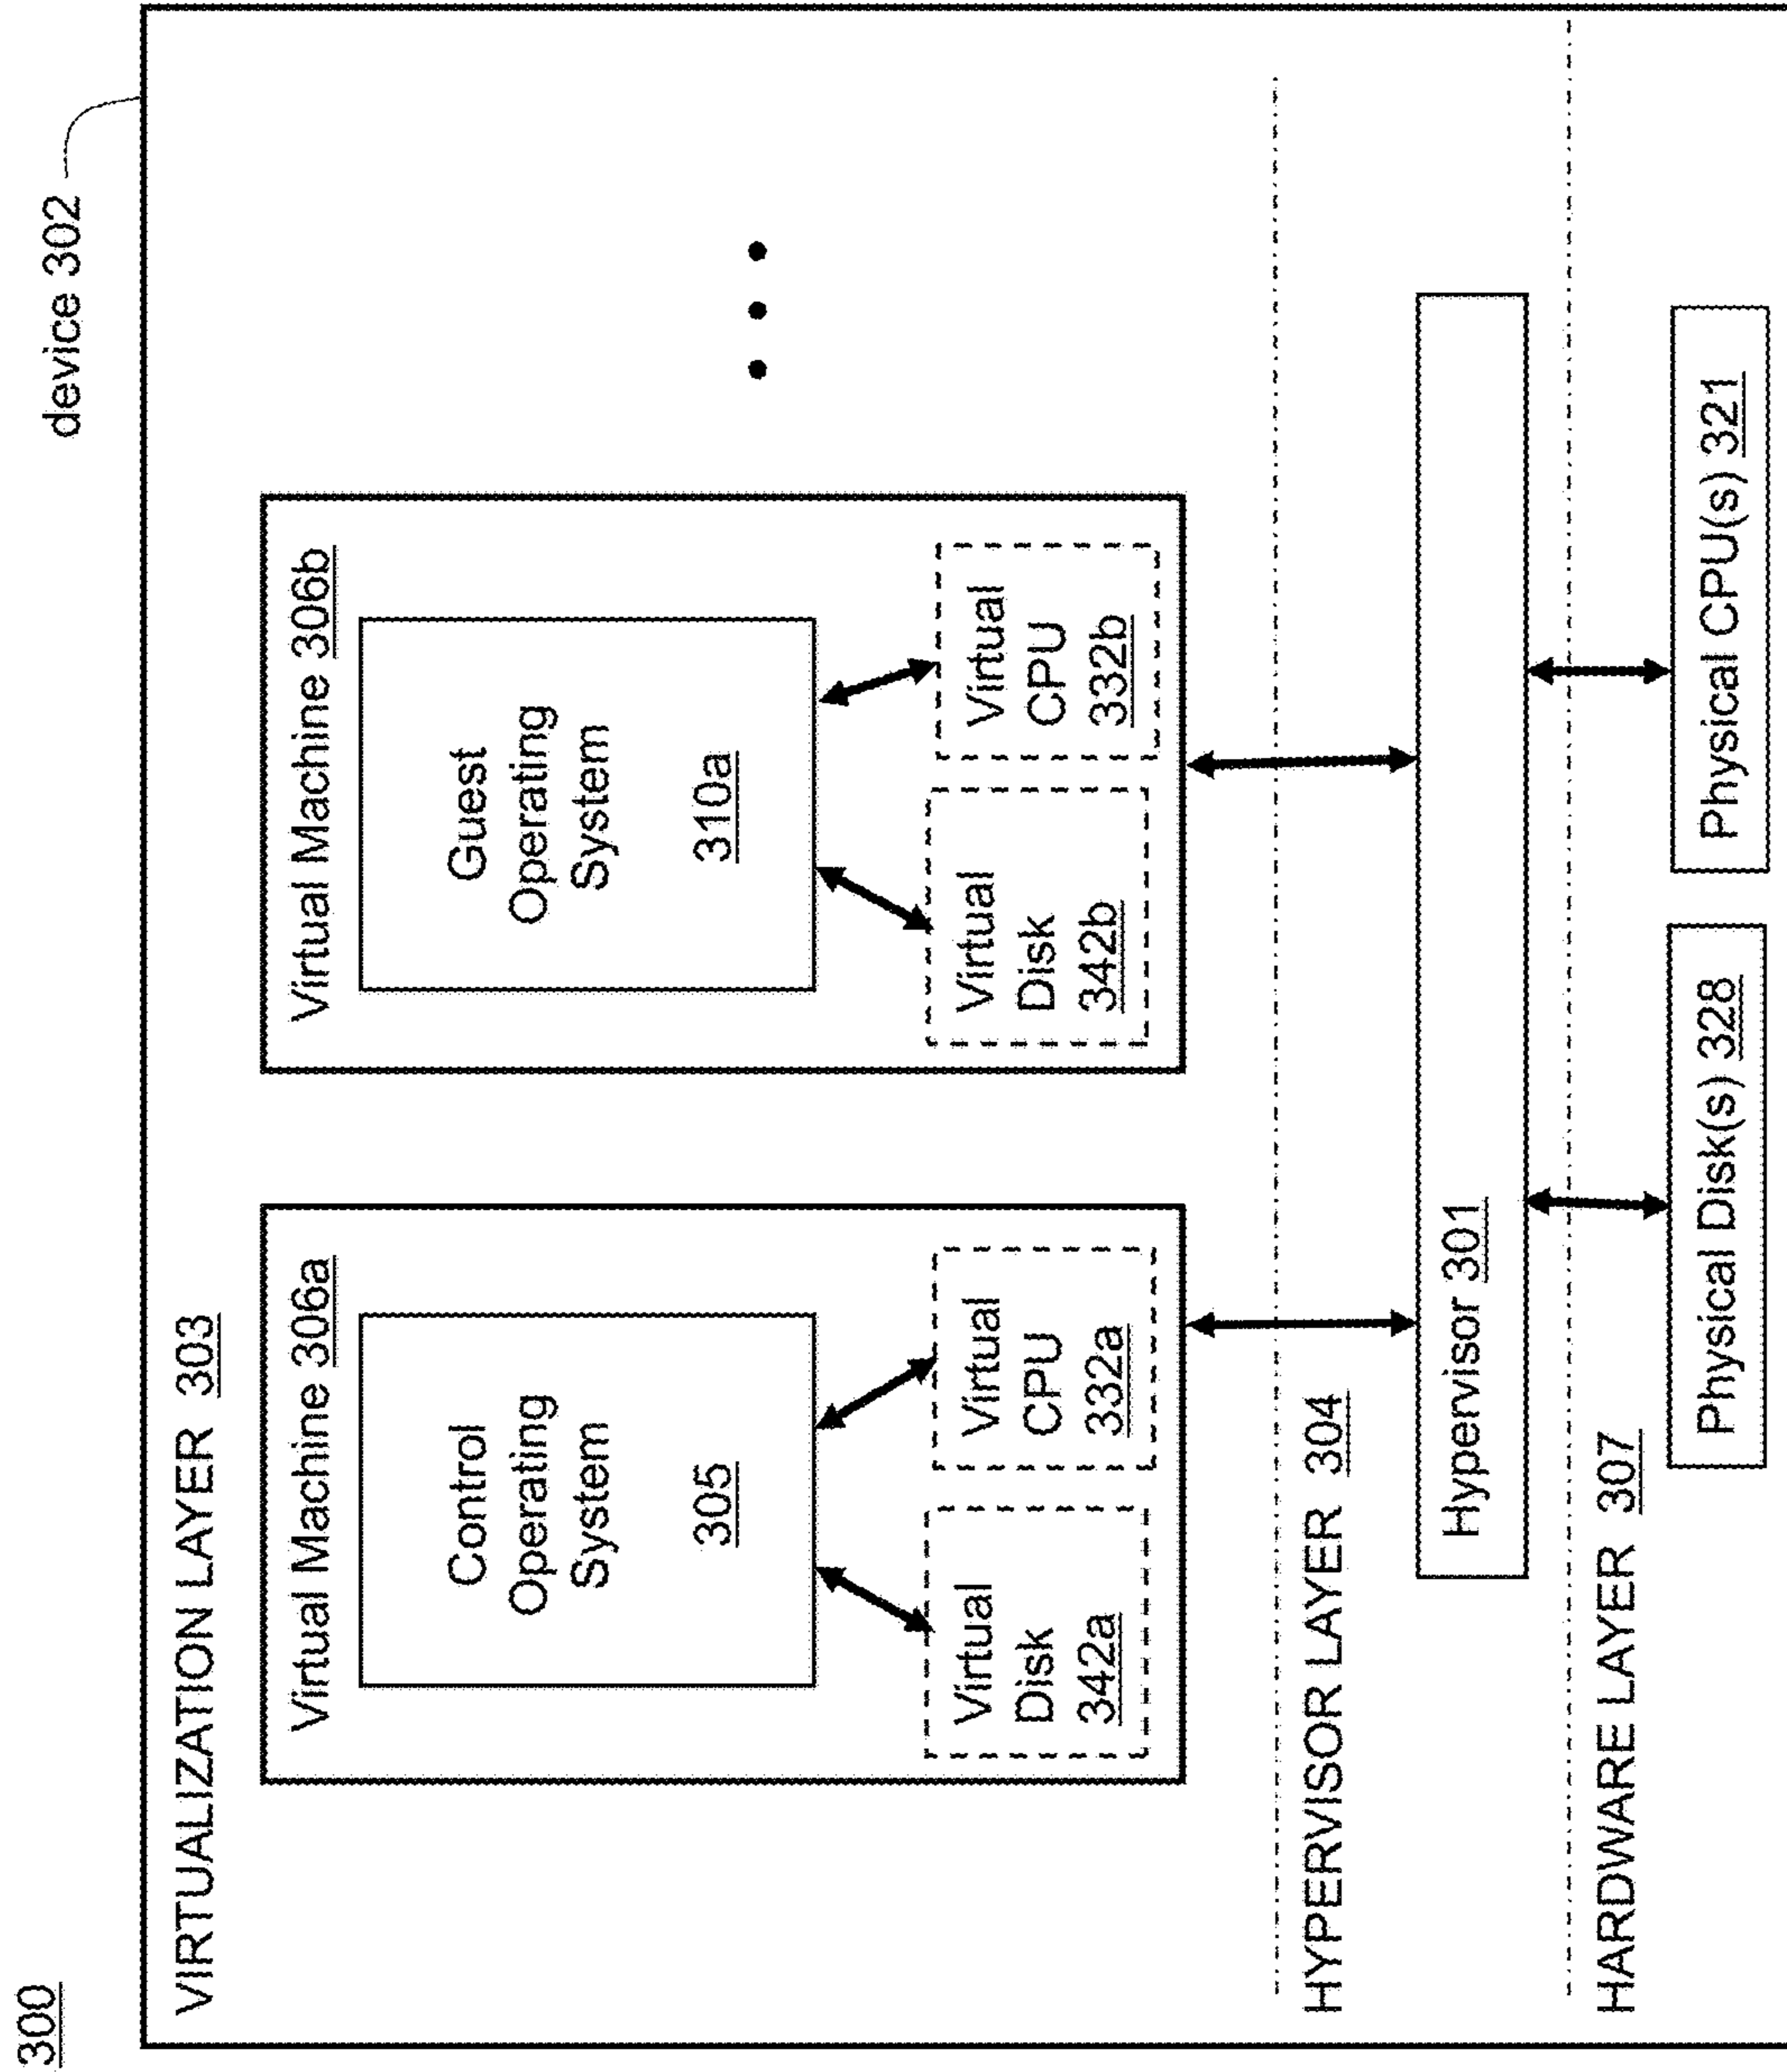 300
device 302
VIRTUALIZATION LAYER 303
Virtual Machine 306a
Control
Operating
System
305
Virtual
Disk
342a
Virtual
CPU
332a
Virtual Machine 306b
Guest
Operating
System
310a
Virtual
Disk
342b
Virtual
CPU
332b
HYPERVISOR LAYER 304
Hypervisor 301
HARDWARE LAYER 307
Physical Disk(s) 328
Physical CPU(s) 321